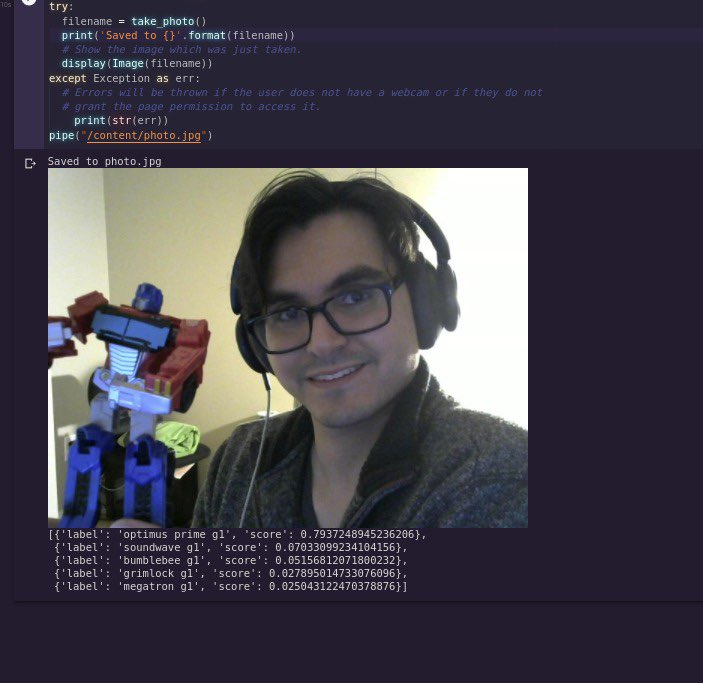 10s
try:
filename = take_photo()
print('Saved to {}'.format(filename))
# Show the image which was just taken.
display(Image(filename))
except Exception as err:
# Errors will be thrown if the user does not have a webcam or if they do not
# grant the page permission to access it.
print(str(err))
pipe("/content/photo.jpg")
Saved to photo.jpg
[{'label': 'optimus prime g1', 'score': 0.7937248945236206},
{'label': 'soundwave g1', 'score': 0.07033099234104156},
{'label': 'bumblebee g1', 'score': 0.05156812071800232},
{'label': 'grimlock g1', 'score': 0.027895014733076096},
{'label': 'megatron g1', 'score': 0.025043122470378876}]